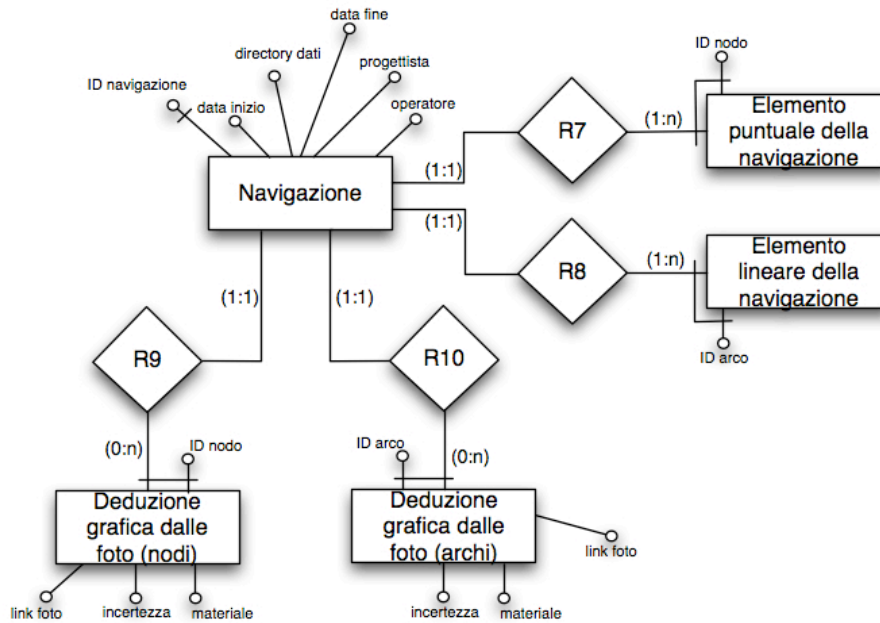 data fine
directory dati
progettista
ID navigazione
data inizio
operatore
ID nodo
Navigazione
(1:1)
R7
(1:n)
Elemento
puntuale della
navigazione
(1:1)
R8
(1:n)
Elemento
lineare della
navigazione
ID arco
(1:1)
(1:1)
R9
R10
(0:n)
ID nodo
ID arco
(0:n)
Deduzione
grafica dalle
foto (nodi)
Deduzione
grafica dalle
foto (archi)
link foto
link foto
incertezza
materiale
incertezza
materiale